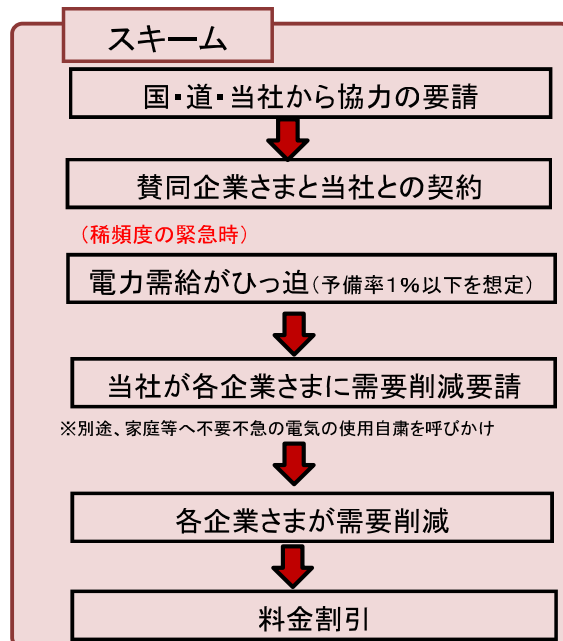 スキーム
国・道・当社から協力の要請
賛同企業さまと当社との契約
（稀頻度の緊急時）
電力需給がひっ迫（予備率１％以下を想定）
当社が各企業さまに需要削減要請
※別途、家庭等へ不要不急の電気の使用自粛を呼びかけ
各企業さまが需要削減
料金割引